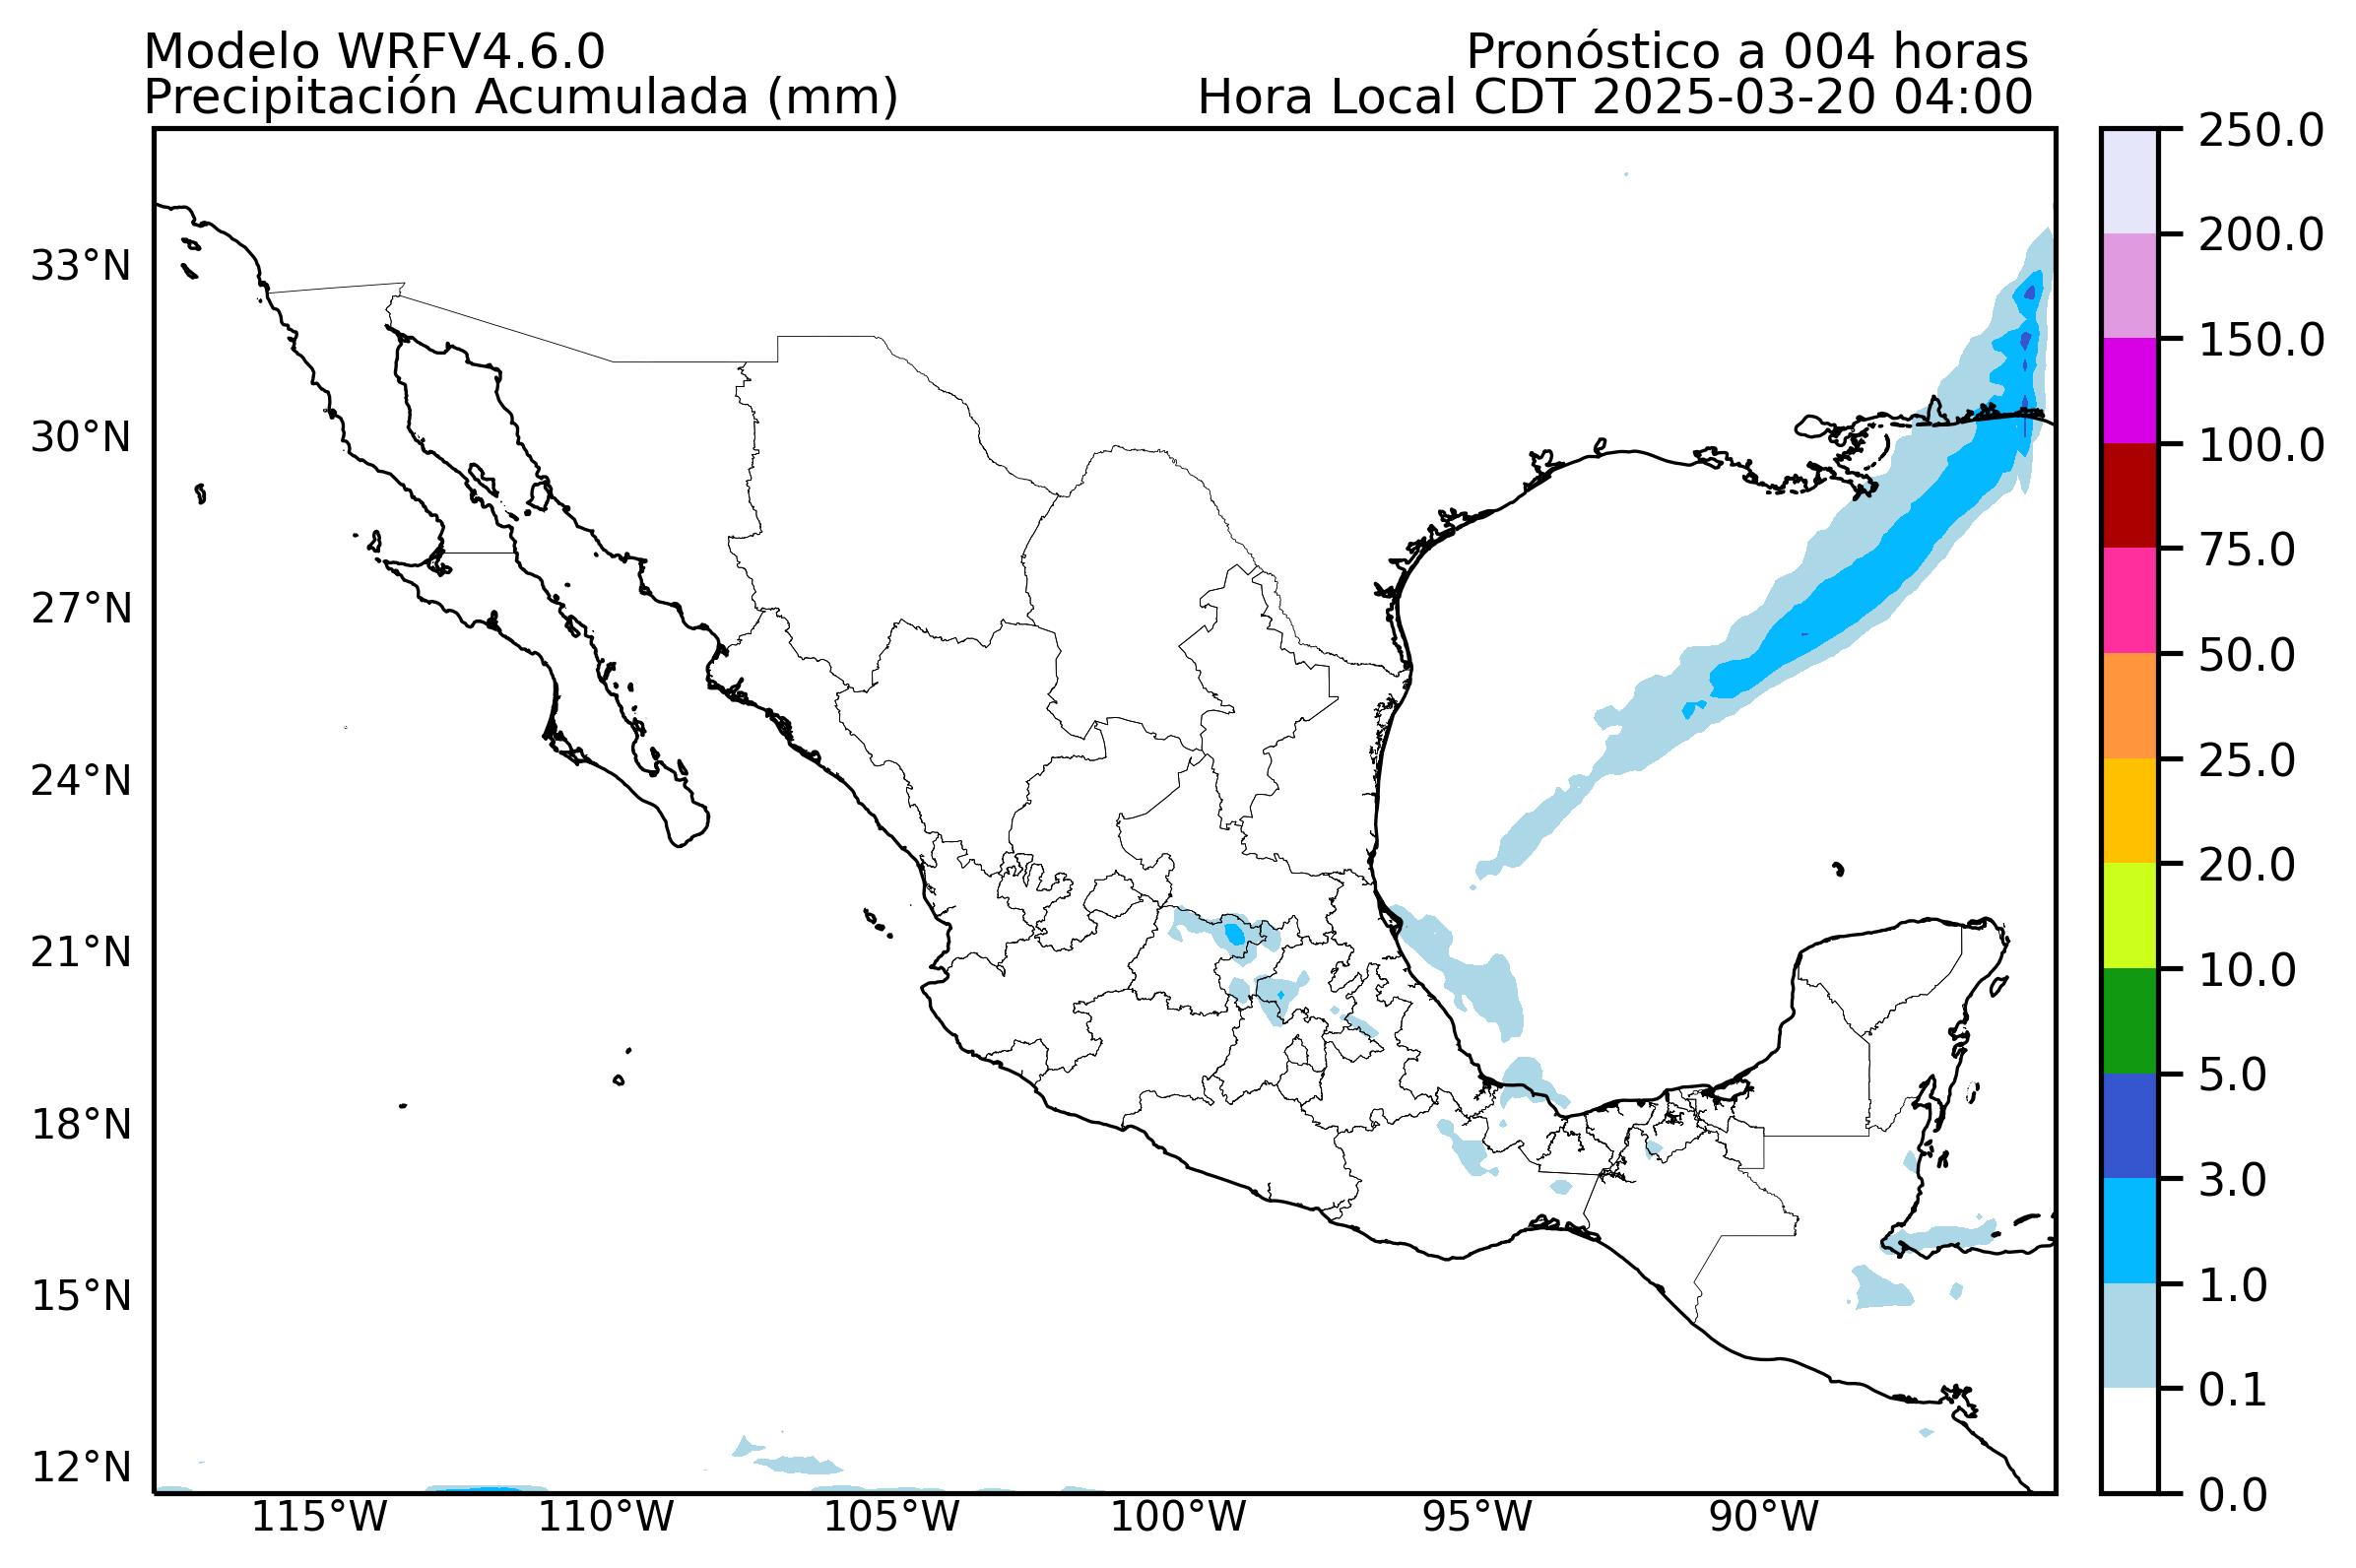 Modelo WRFV4.6.0
Pronóstico a 004 horas
Precipitación Acumulada (mm)
Hora Local CDT 2025-03-20 04:00
33°N
30°N
27°N
24°N
21°N
18°N
15°N
12°N
115°W
110°W
105°W
100°W
95°W
90°W
250.0
200.0
150.0
100.0
75.0
50.0
25.0
20.0
10.0
5.0
3.0
1.0
0.1
0.0